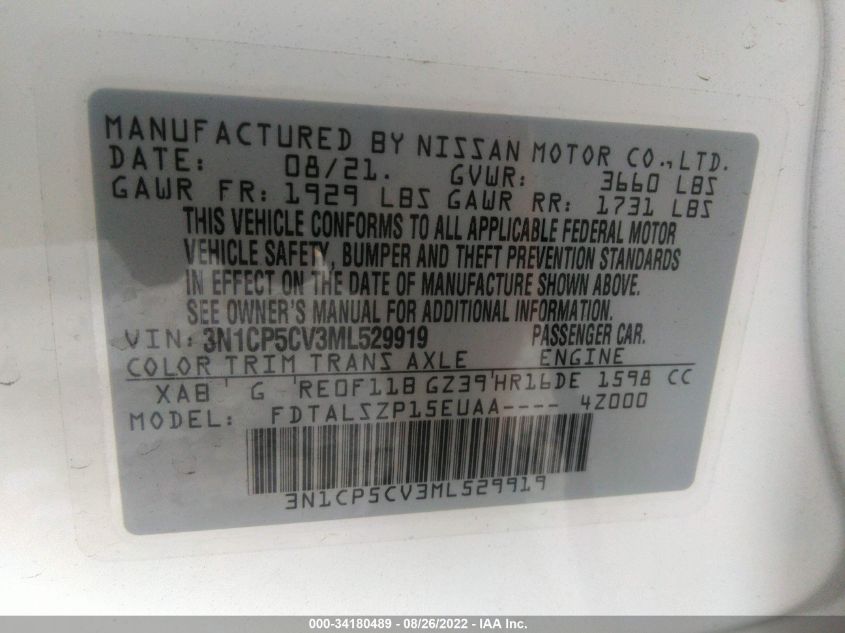 MANUFACTURED BY NISSAN MOTOR CO., LTD.
DATE: 08/21. GVWR: 3660 LBS
GAWR FR: 1929 LBS GAWR RR: 1731 LBS
THIS VEHICLE CONFORMS TO ALL APPLICABLE FEDERAL MOTOR
VEHICLE SAFETY, BUMPER AND THEFT PREVENTION STANDARDS
IN EFFECT ON THE DATE OF MANUFACTURE SHOWN ABOVE.
SEE OWNER'S MANUAL FOR ADDITIONAL INFORMATION.
VIN: 3N1CP5CV3ML529919 PASSENGER CAR.
COLOR TRIM TRANS AXLE ENGINE
XAB ' G 'RE0F11B GZ39'HR16DE 1598 CC
MODEL: FDTALSZP15EUAA---- 4Z000
3N1CP5CV3ML529919
000-34180489 - 08/26/2022 - IAA Inc.